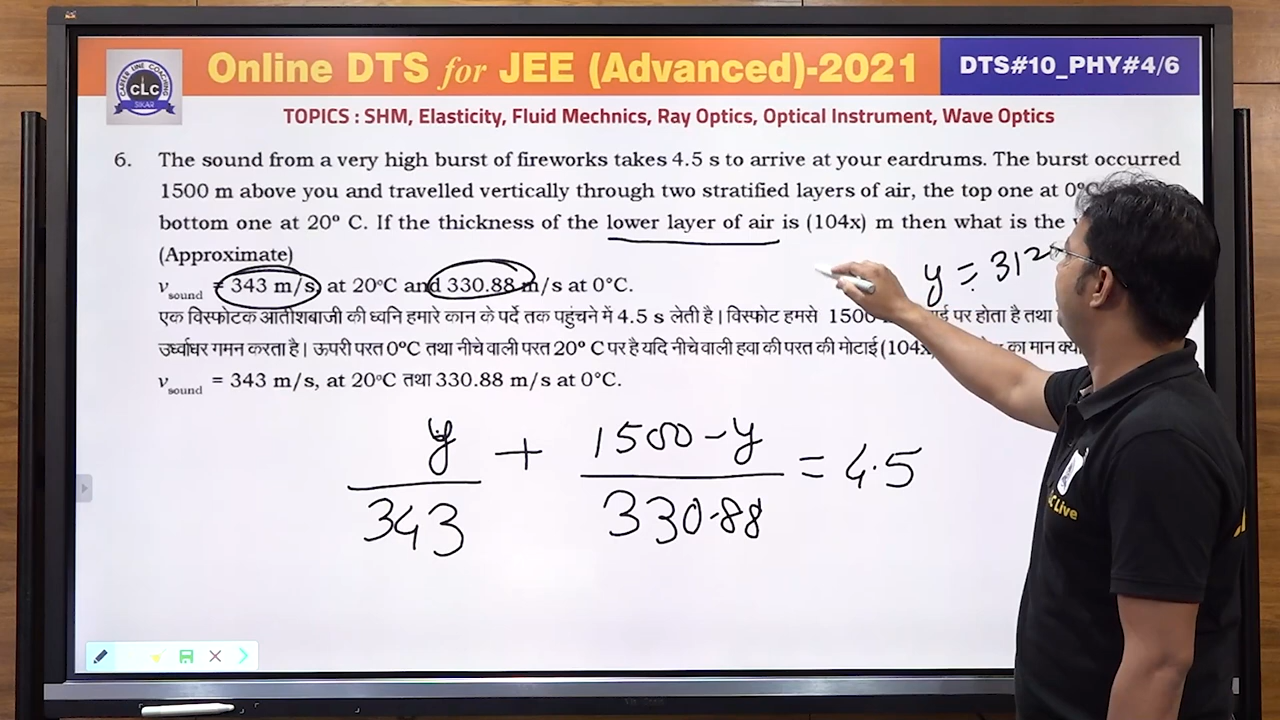 Online DTS for JEE (Advanced)-2021
DTS#10_PHY#4/6
CAREER LINE COACHING
CLC
SIKAR
TOPICS : SHM, Elasticity, Fluid Mechnics, Ray Optics, Optical Instrument, Wave Optics
6. The sound from a very high burst of fireworks takes 4.5 s to arrive at your eardrums. The burst occurred
1500 m above you and travelled vertically through two stratified layers of air, the top one at 0°C
bottom one at 20° C. If the thickness of the lower layer of air is (104x) m then what is the
(Approximate)
v sound = 343 m/s, at 20°C and 330.88 m/s at 0°C.
y = 312
एक विस्फोटक आतीशबाजी की ध्वनि हमारे कान के पर्दे तक पहुंचने में 4.5 s लेती है। विस्फोट हमसे 1500 पर होता है तथा
उर्ध्वाधर गमन करता है। ऊपरी परत 0°C तथा नीचे वाली परत 20° C पर है यदि नीचे वाली हवा की परत की मोटाई (104x) का मान
v sound = 343 m/s, at 20°C तथा 330.88 m/s at 0°C.
y/343 + 1500-y/330.88 = 4.5
Live